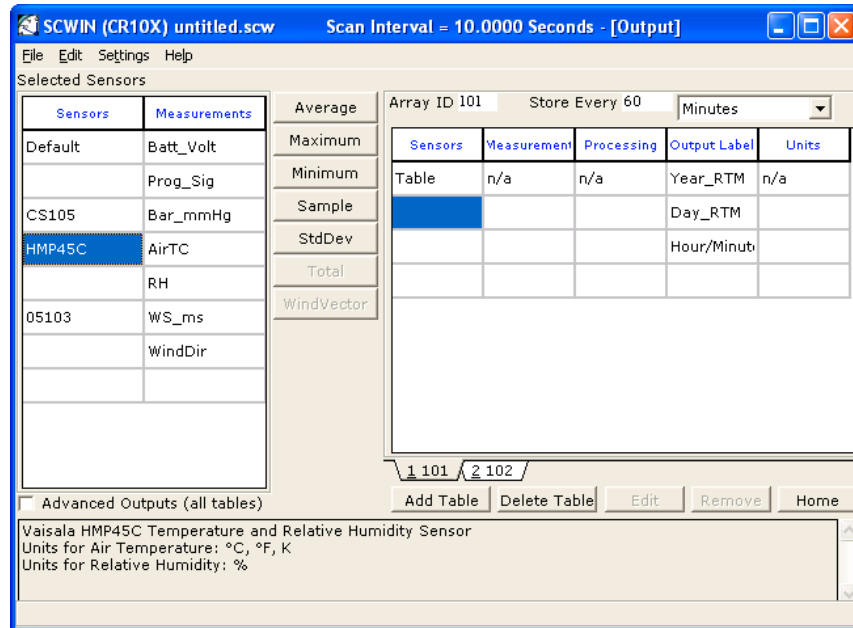 SCWIN (CR10X) untitled.scw Scan Interval = 10.0000 Seconds - [Output]
File Edit Settings Help
Selected Sensors
Sensors Measurements
Default Batt_Volt
Prog_Sig
CS105 Bar_mmHg
HMP45C AirTC
RH
05103 WS_ms
WindDir
Average
Maximum
Minimum
Sample
StdDev
Total
WindVector
Array ID 101 Store Every 60 Minutes
Sensors Measurement Processing Output Label Units
Table n/a n/a Year_RTM n/a
Day_RTM
Hour/Minut
1 101 2 102
Advanced Outputs (all tables)
Add Table Delete Table Edit Remove Home
Vaisala HMP45C Temperature and Relative Humidity Sensor
Units for Air Temperature: °C, °F, K
Units for Relative Humidity: %